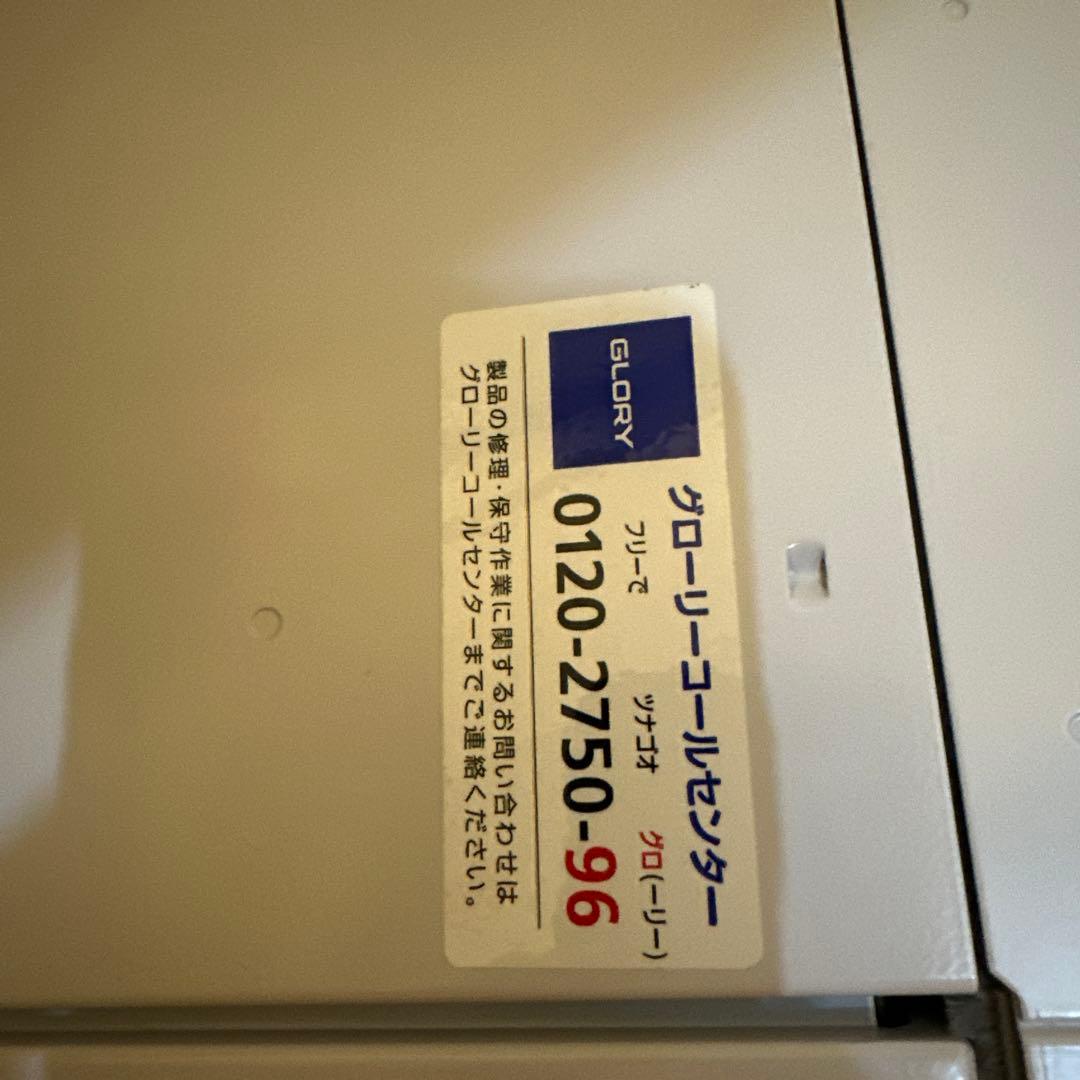 GLORY
グローリーコールセンター
フリーで ツナゴオ グロ(ーリー)
0120-2750-96
製品の修理・保守作業に関するお問い合わせは
グローリーコールセンターまでご連絡ください。